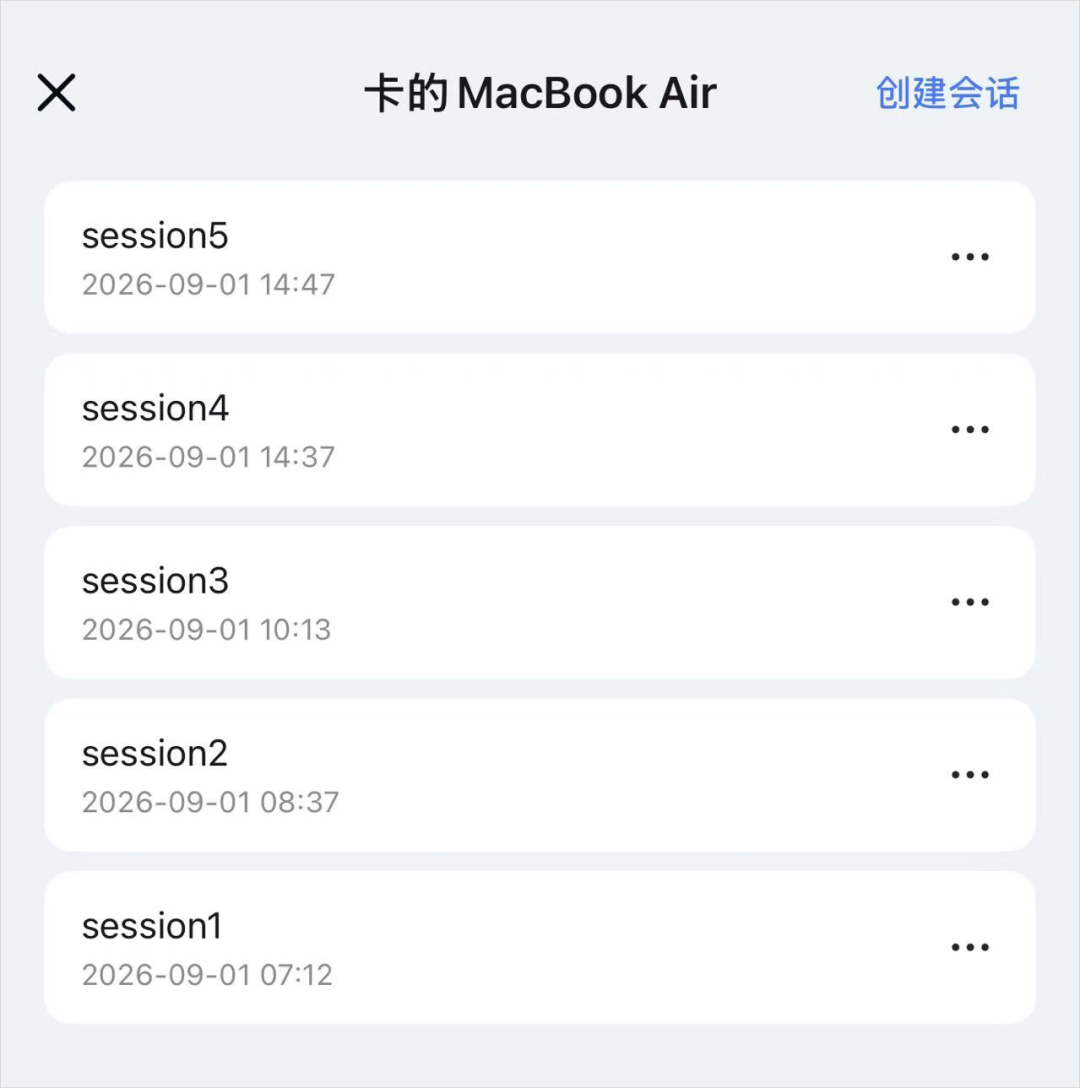 卡的 MacBook Air
创建会话
session5
2026-09-01 14:47
session4
2026-09-01 14:37
session3
2026-09-01 10:13
session2
2026-09-01 08:37
session1
2026-09-01 07:12